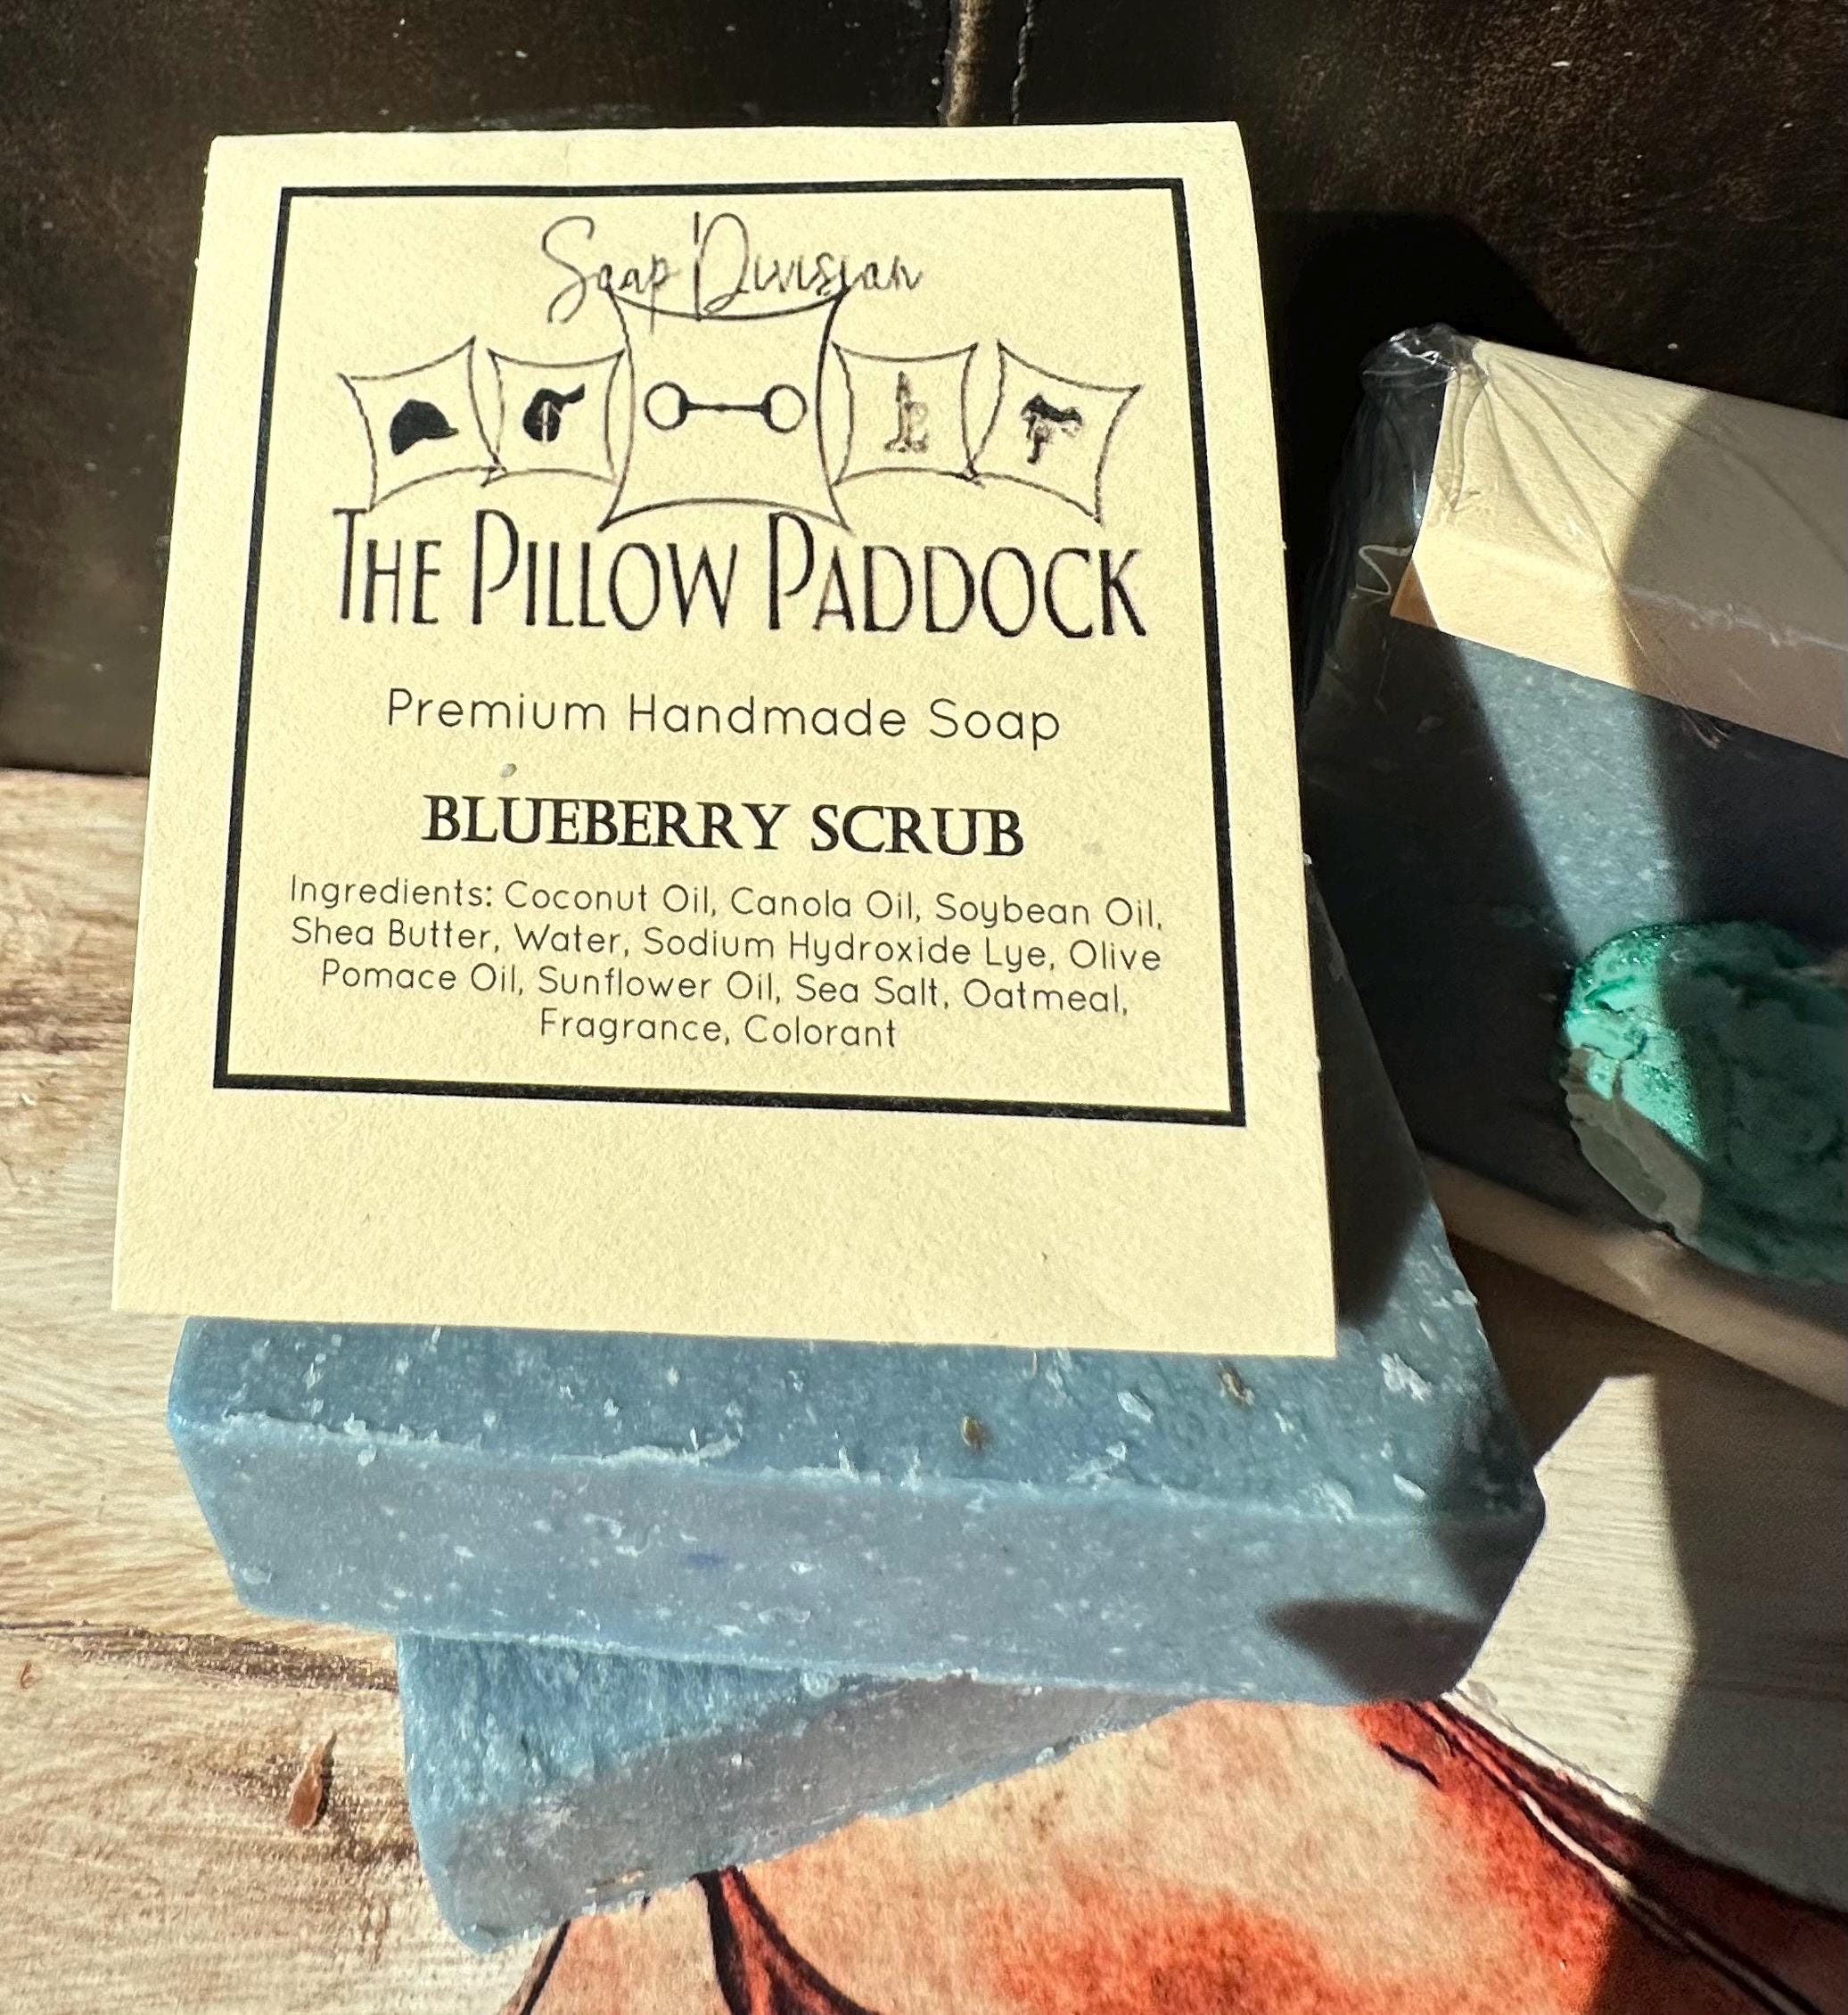 Soap Division
THE PILLOW PADDOCK
Premium Handmade Soap
BLUEBERRY SCRUB
Ingredients: Coconut Oil, Canola Oil, Soybean Oil,
Shea Butter, Water, Sodium Hydroxide Lye, Olive
Pomace Oil, Sunflower Oil, Sea Salt, Oatmeal,
Fragrance, Colorant